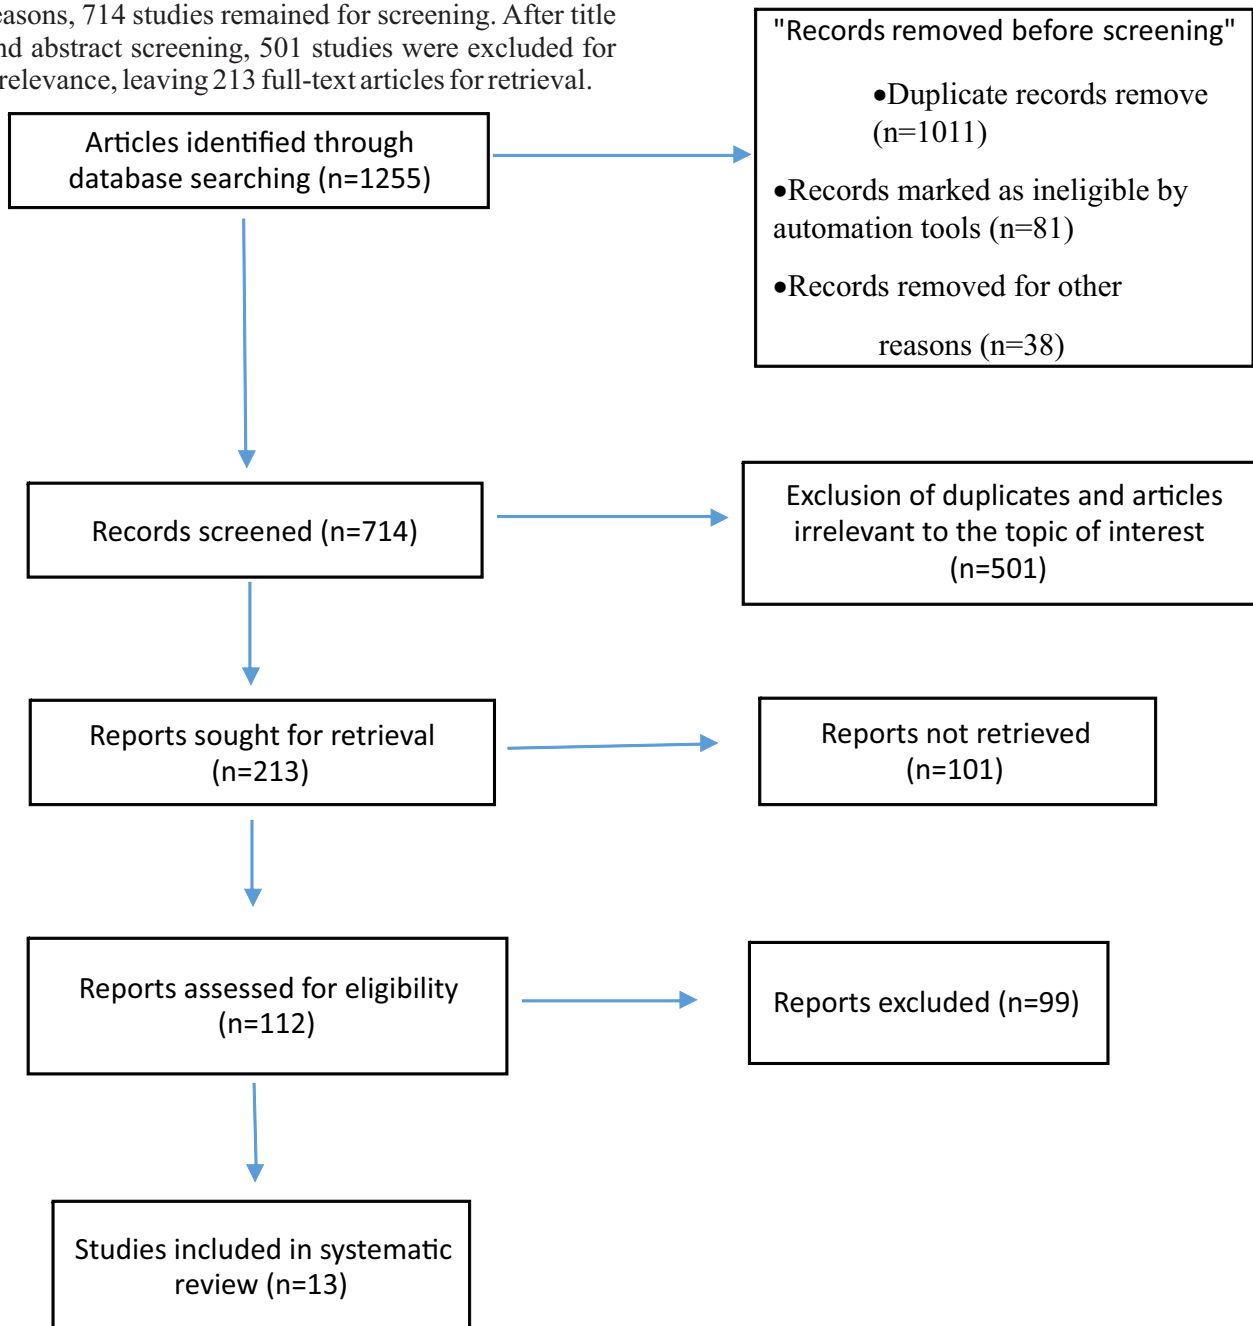 easons, 714 studies remained for screening. After title
nd abstract screening, 501 studies were excluded for
relevance, leaving 213 full-text articles for retrieval.
Articles identified through
database searching (n=1255)
"Records removed before screening"
•Duplicate records remove
(n=1011)
•Records marked as ineligible by
automation tools (n=81)
•Records removed for other
reasons (n=38)
Records screened (n=714)
Exclusion of duplicates and articles
irrelevant to the topic of interest
(n=501)
Reports sought for retrieval
(n=213)
Reports not retrieved
(n=101)
Reports assessed for eligibility
(n=112)
Reports excluded (n=99)
Studies included in systematic
review (n=13)